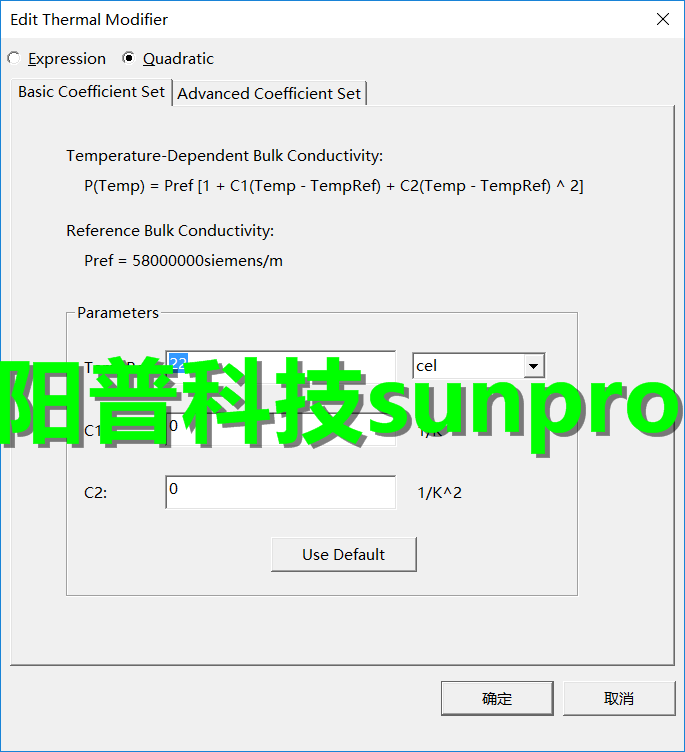 Edit Thermal Modifier
Expression Quadratic
Basic Coefficient Set Advanced Coefficient Set
Temperature-Dependent Bulk Conductivity:
P(Temp) = Pref [1 + C1(Temp - TempRef) + C2(Temp - TempRef) ^ 2]
Reference Bulk Conductivity:
Pref = 58000000siemens/m
Parameters
22 cel
阳普科技sunpro
C1 0 1/K
C2: 0 1/K^2
Use Default
确定 取消